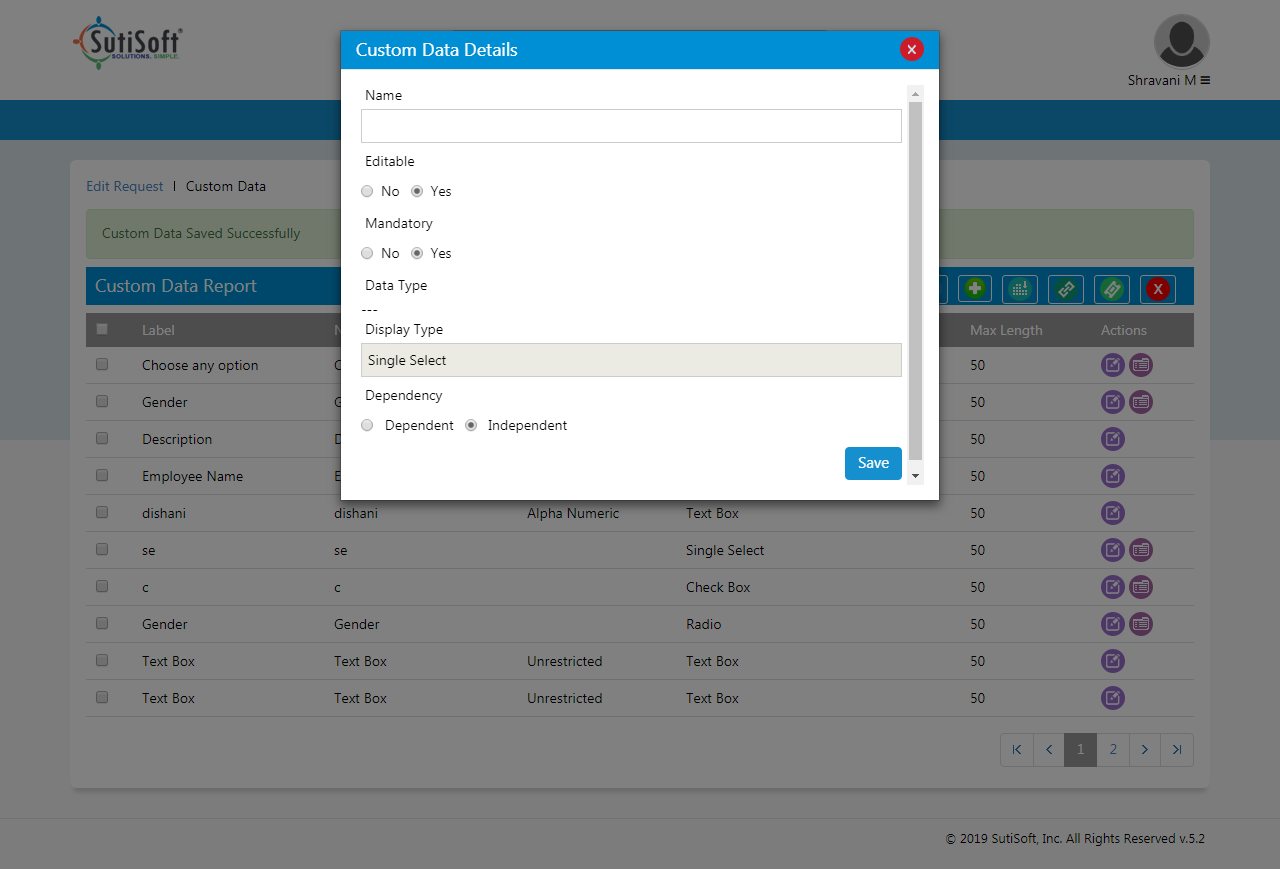 SutiSoft®
SOLUTIONS. SIMPLE.
Shravani M
Custom Data Details
X
Name
Editable
No Yes
Mandatory
No Yes
Data Type
---
Display Type
Single Select
Dependency
Dependent Independent
Save
Edit Request | Custom Data
Custom Data Saved Successfully
Custom Data Report
X
Label Max Length Actions
Choose any option 50
Gender 50
Description 50
Employee Name 50
dishani dishani Alpha Numeric Text Box 50
se se Single Select 50
c c Check Box 50
Gender Gender Radio 50
Text Box Text Box Unrestricted Text Box 50
Text Box Text Box Unrestricted Text Box 50
1 2
© 2019 SutiSoft, Inc. All Rights Reserved v.5.2